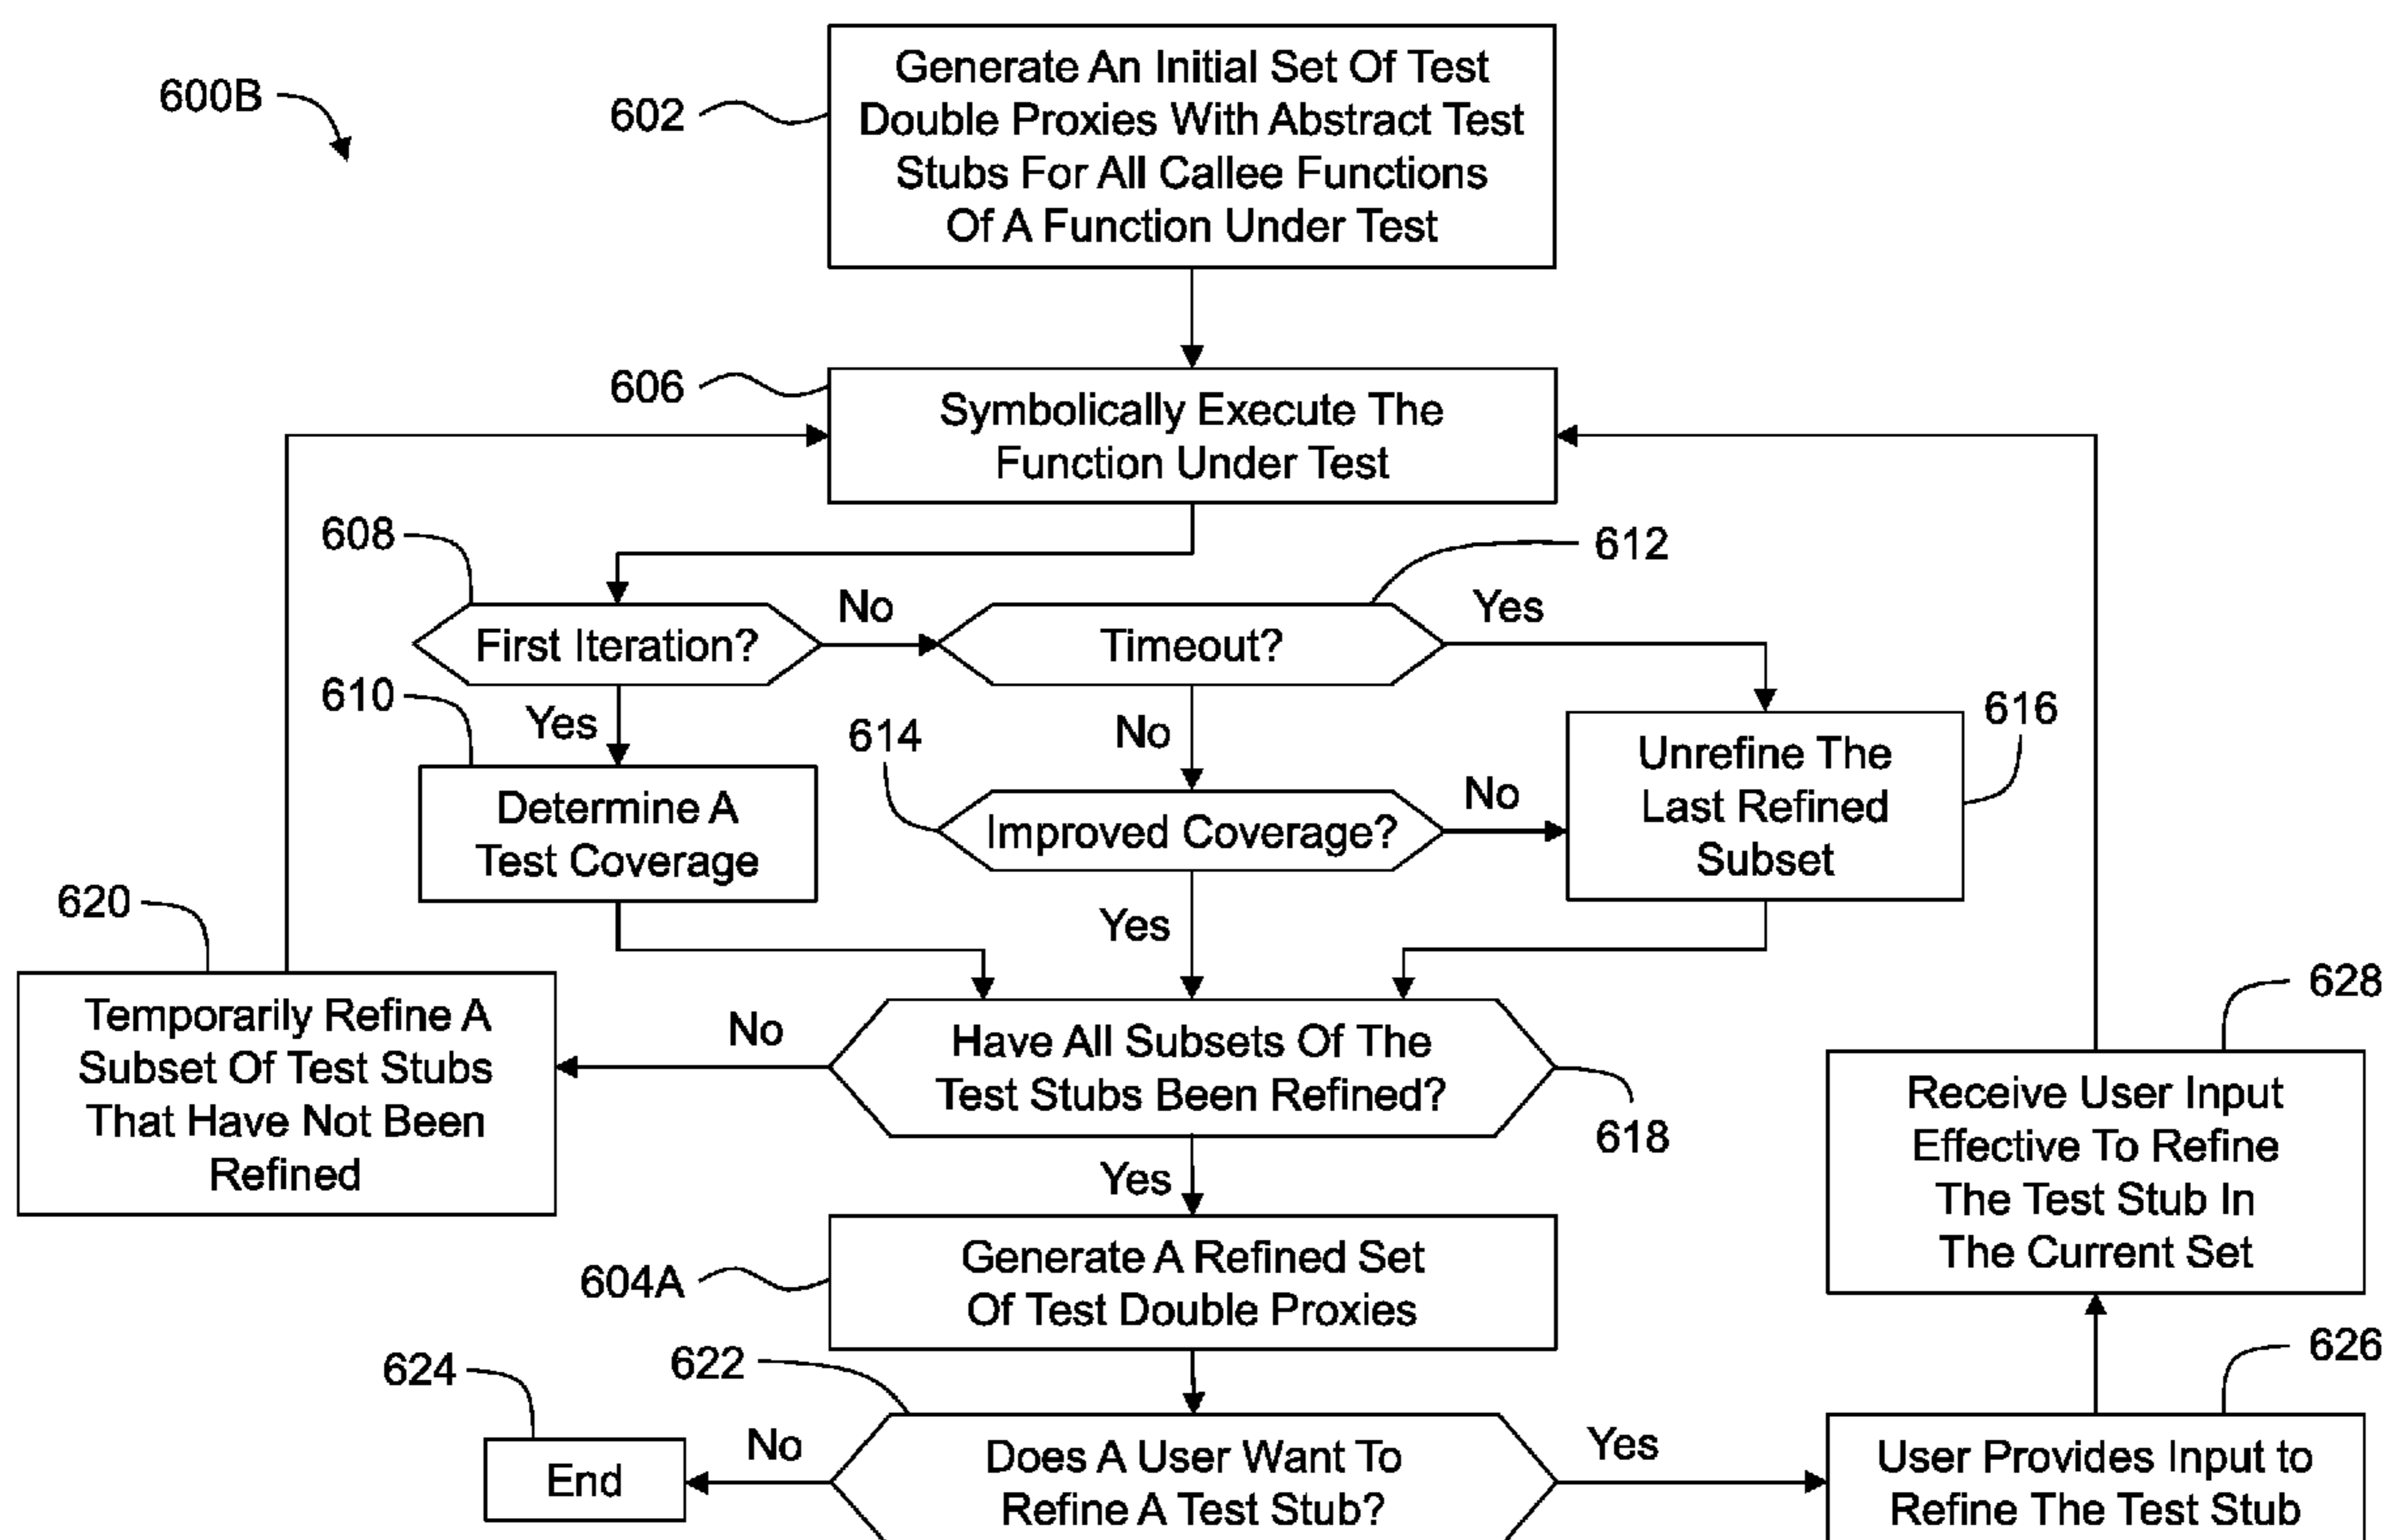 600B
602
Generate An Initial Set Of Test
Double Proxies With Abstract Test
Stubs For All Callee Functions
Of A Function Under Test
606
Symbolically Execute The
Function Under Test
608
First Iteration?
No
612
Timeout?
Yes
610
Yes
Determine A
Test Coverage
No
614
Improved Coverage?
No
616
Unrefine The
Last Refined
Subset
Yes
620
Temporarily Refine A
Subset Of Test Stubs
That Have Not Been
Refined
No
Have All Subsets Of The
Test Stubs Been Refined?
618
628
Receive User Input
Effective To Refine
The Test Stub In
The Current Set
Yes
604A
Generate A Refined Set
Of Test Double Proxies
624
End
No
622
Does A User Want To
Refine A Test Stub?
Yes
626
User Provides Input to
Refine The Test Stub